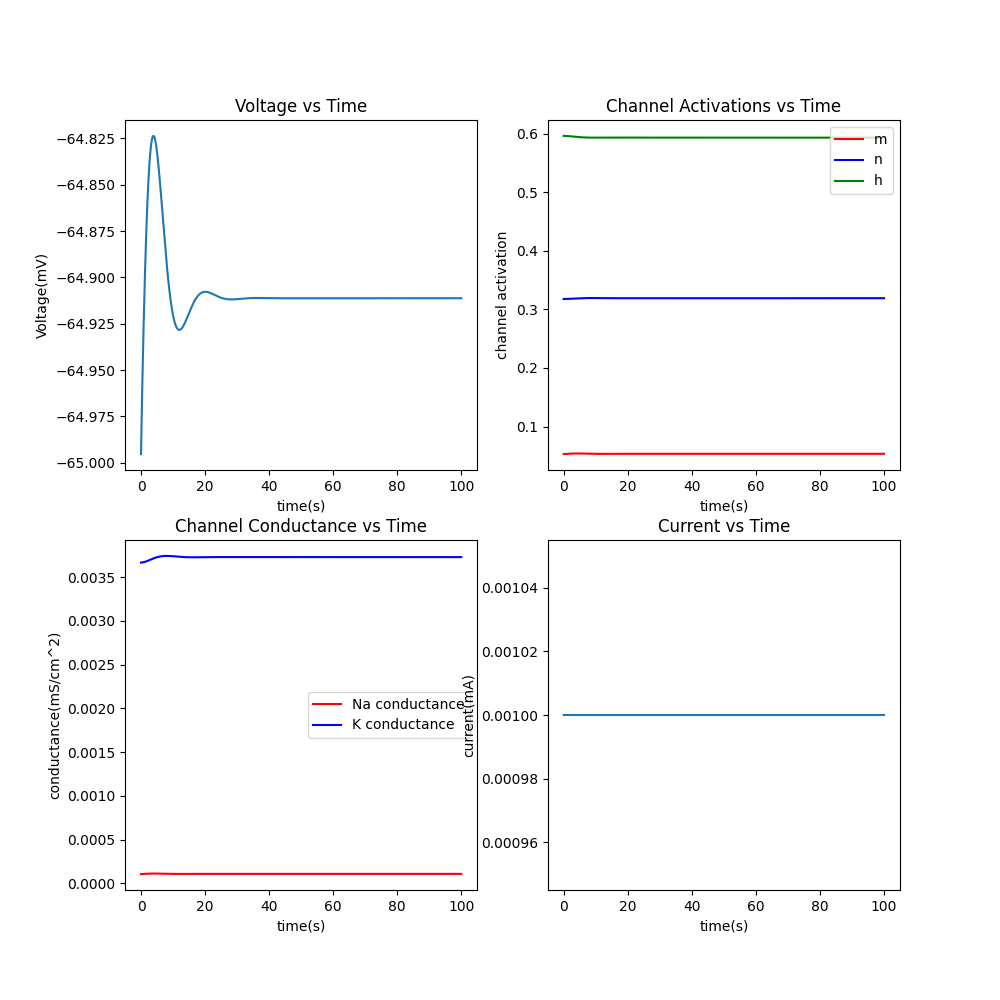 Voltage vs Time
−64.825
−64.850
−64.875
−64.900
−64.925
−64.950
−64.975
−65.000
Voltage(mV)
0 20 40 60 80 100
time(s)
Channel Activations vs Time
0.6
0.5
0.4
0.3
0.2
0.1
channel activation
m
n
h
0 20 40 60 80 100
time(s)
Channel Conductance vs Time
0.0035
0.0030
0.0025
0.0020
0.0015
0.0010
0.0005
0.0000
conductance(mS/cm^2)
Na conductance
K conductance
0 20 40 60 80 100
time(s)
Current vs Time
0.00104
0.00102
0.00100
0.00098
0.00096
current(mA)
0 20 40 60 80 100
time(s)